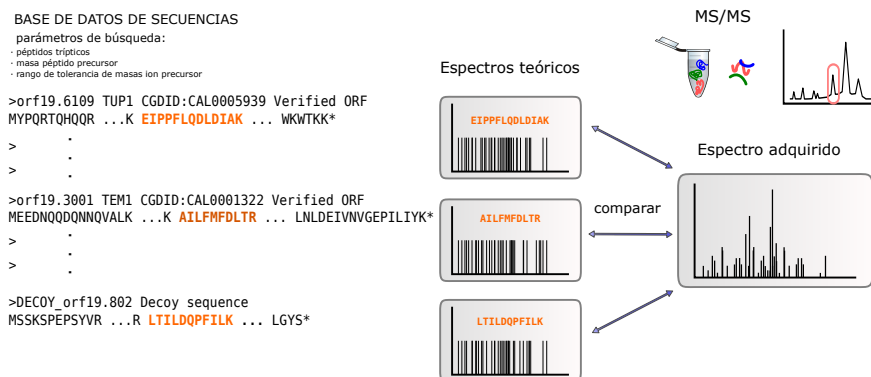 BASE DE DATOS DE SECUENCIAS
parámetros de búsqueda:
· péptidos trípticos
· masa péptido precursor
· rango de tolerancia de masas ion precursor
>orf19.6109 TUP1 CGDID:CAL0005939 Verified ORF
MYPQRTQHQQR ...K EIPPFLQDLDIAK ... WKWTKK*
.
>
.
>
.
>orf19.3001 TEM1 CGDID:CAL0001322 Verified ORF
MEEDNQQDQNNQVALK ...K AILFMFDLTR ... LNLDEIVNVGEPILIYK*
.
>
.
>
.
>DECOY_orf19.802 Decoy sequence
MSSKSPEPSYVR ...R LTILDQPFILK ... LGYS*
Espectros teóricos
EIPPFLQDLDIAK
AILFMFDLTR
LTILDQPFILK
comparar
MS/MS
Espectro adquirido